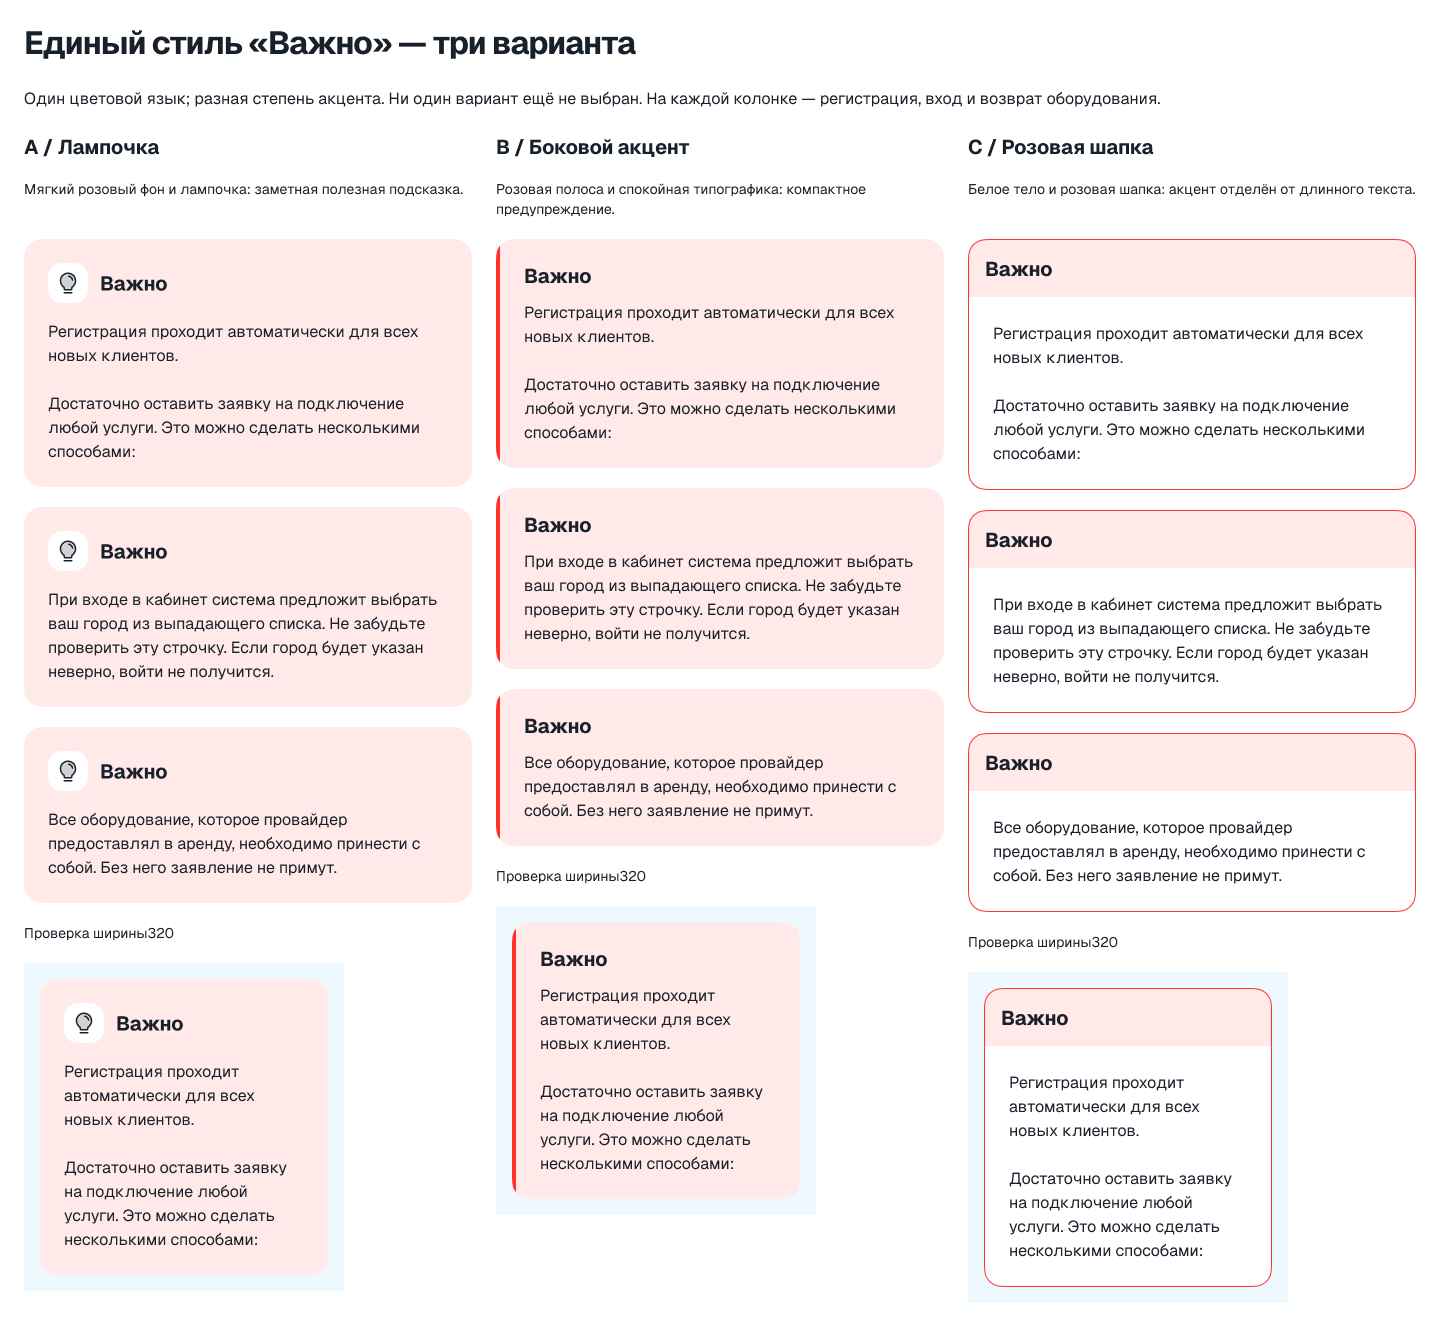 Единый стиль «Важно» — три варианта
Один цветовой язык; разная степень акцента. Ни один вариант ещё не выбран. На каждой колонке — регистрация, вход и возврат оборудования.
A / Лампочка
Мягкий розовый фон и лампочка: заметная полезная подсказка.
Важно
Регистрация проходит автоматически для всех
новых клиентов.
Достаточно оставить заявку на подключение
любой услуги. Это можно сделать несколькими
способами:
Важно
При входе в кабинет система предложит выбрать
ваш город из выпадающего списка. Не забудьте
проверить эту строчку. Если город будет указан
неверно, войти не получится.
Важно
Все оборудование, которое провайдер
предоставлял в аренду, необходимо принести с
собой. Без него заявление не примут.
Проверка ширины320
Важно
Регистрация проходит
автоматически для всех
новых клиентов.
Достаточно оставить заявку
на подключение любой
услуги. Это можно сделать
несколькими способами:
B / Боковой акцент
Розовая полоса и спокойная типографика: компактное
предупреждение.
Важно
Регистрация проходит автоматически для всех
новых клиентов.
Достаточно оставить заявку на подключение
любой услуги. Это можно сделать несколькими
способами:
Важно
При входе в кабинет система предложит выбрать
ваш город из выпадающего списка. Не забудьте
проверить эту строчку. Если город будет указан
неверно, войти не получится.
Важно
Все оборудование, которое провайдер
предоставлял в аренду, необходимо принести с
собой. Без него заявление не примут.
Проверка ширины320
Важно
Регистрация проходит
автоматически для всех
новых клиентов.
Достаточно оставить заявку
на подключение любой
услуги. Это можно сделать
несколькими способами:
C / Розовая шапка
Белое тело и розовая шапка: акцент отделён от длинного текста.
Важно
Регистрация проходит автоматически для всех
новых клиентов.
Достаточно оставить заявку на подключение
любой услуги. Это можно сделать несколькими
способами:
Важно
При входе в кабинет система предложит выбрать
ваш город из выпадающего списка. Не забудьте
проверить эту строчку. Если город будет указан
неверно, войти не получится.
Важно
Все оборудование, которое провайдер
предоставлял в аренду, необходимо принести с
собой. Без него заявление не примут.
Проверка ширины320
Важно
Регистрация проходит
автоматически для всех
новых клиентов.
Достаточно оставить заявку
на подключение любой
услуги. Это можно сделать
несколькими способами: